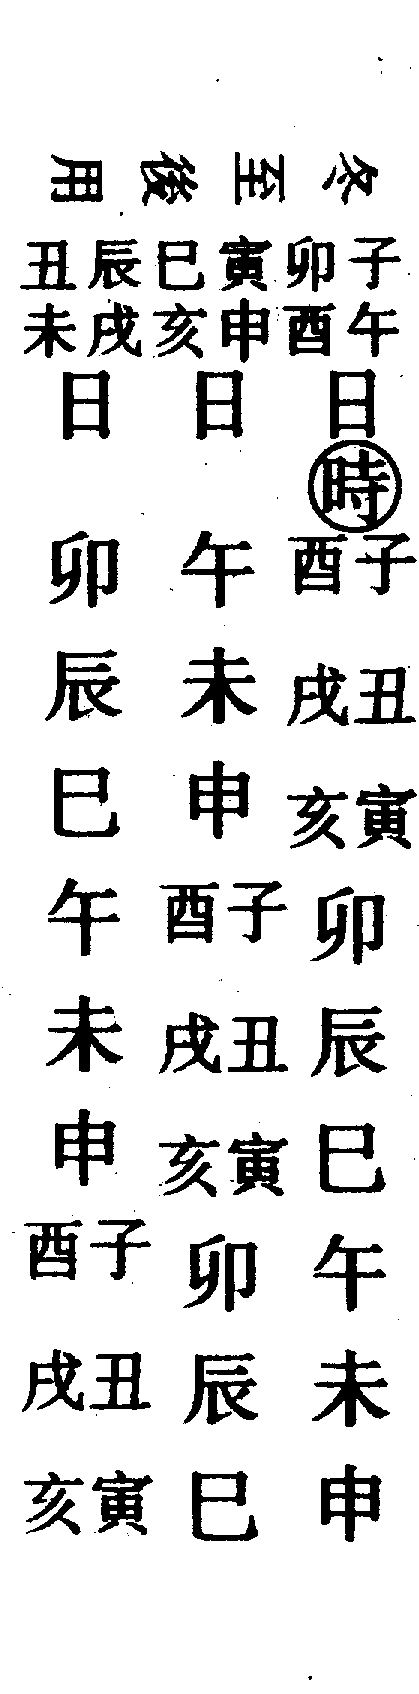 冬至後用
子午卯酉日時子酉丑戌寅亥卯辰巳午未申
寅申巳亥日午未申子酉丑戌寅亥卯辰巳
辰戌丑未日卯辰巳午未申子酉丑戌寅亥